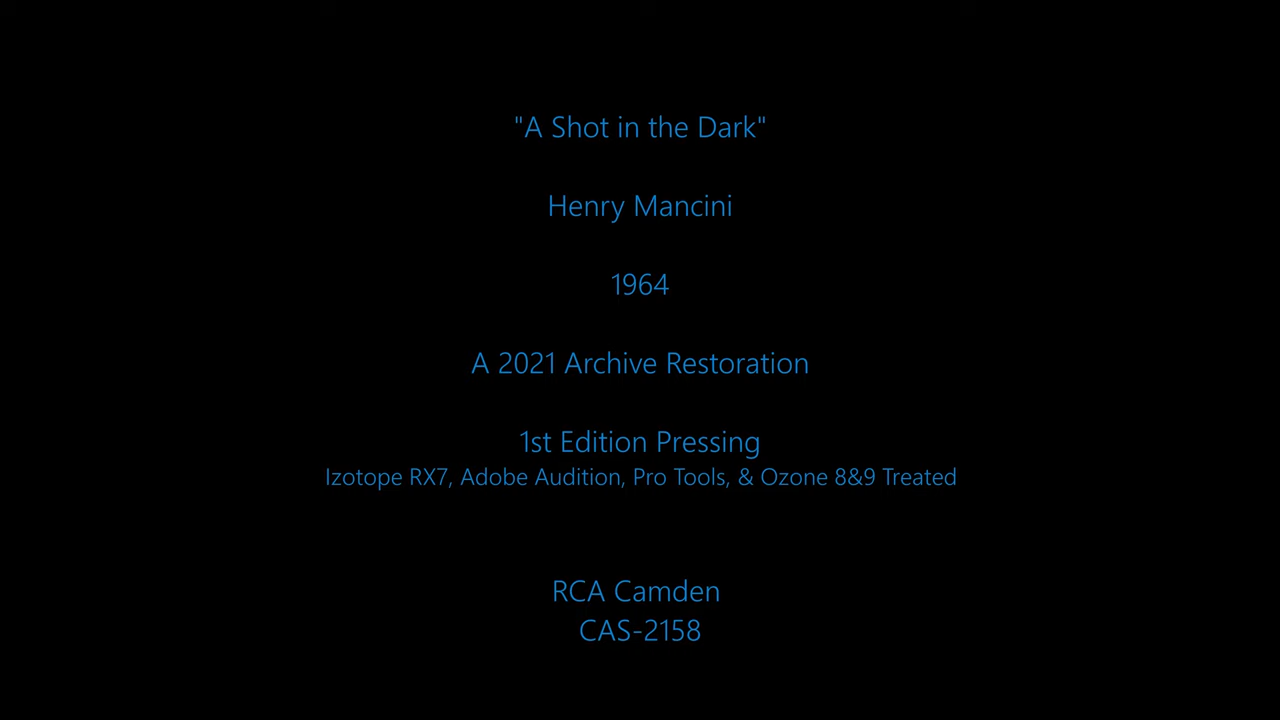 "A Shot in the Dark"
Henry Mancini
1964
A 2021 Archive Restoration
1st Edition Pressing
Izotope RX7, Adobe Audition, Pro Tools, & Ozone 8&9 Treated
RCA Camden
CAS-2158